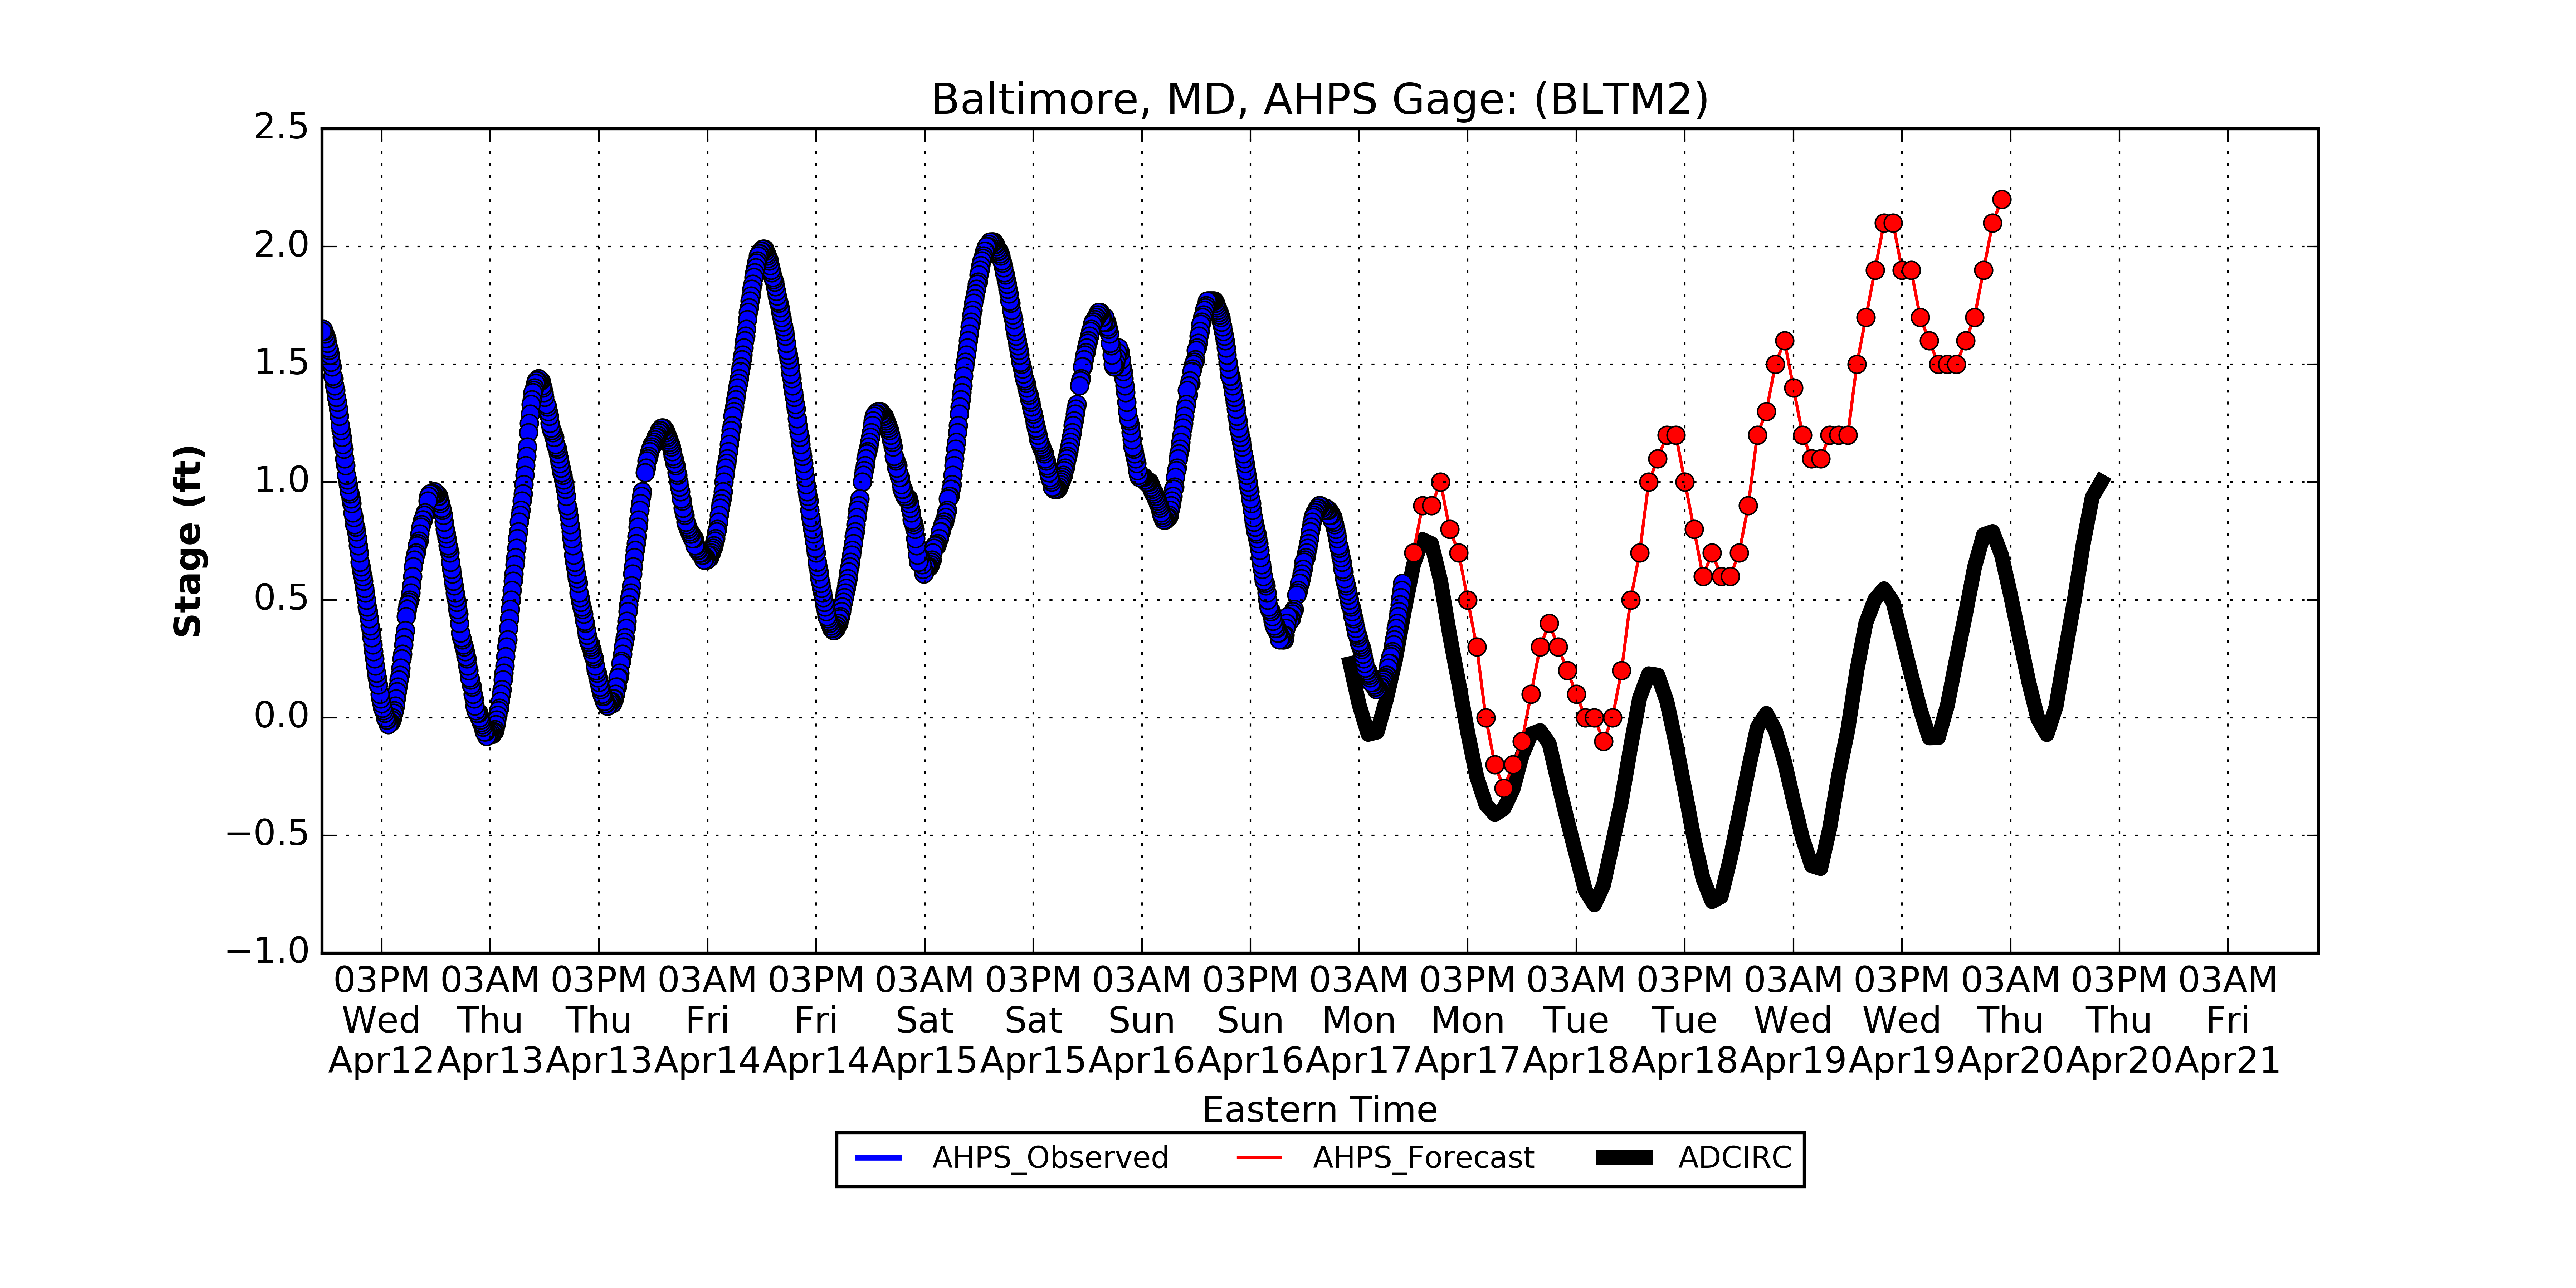 Baltimore, MD, AHPS Gage: (BLTM2)
2.5
2.0
1.5
1.0
0.5
0.0
−0.5
−1.0
Stage (ft)
03PM 03AM 03PM 03AM 03PM 03AM 03PM 03AM 03PM 03AM 03PM 03AM 03PM 03AM 03PM 03AM 03PM 03AM
Wed Thu Thu Fri Fri Sat Sat Sun Sun Mon Mon Tue Tue Wed Wed Thu Thu Fri
Apr12 Apr13 Apr13 Apr14 Apr14 Apr15 Apr15 Apr16 Apr16 Apr17 Apr17 Apr18 Apr18 Apr19 Apr19 Apr20 Apr20 Apr21
Eastern Time
AHPS_Observed AHPS_Forecast ADCIRC